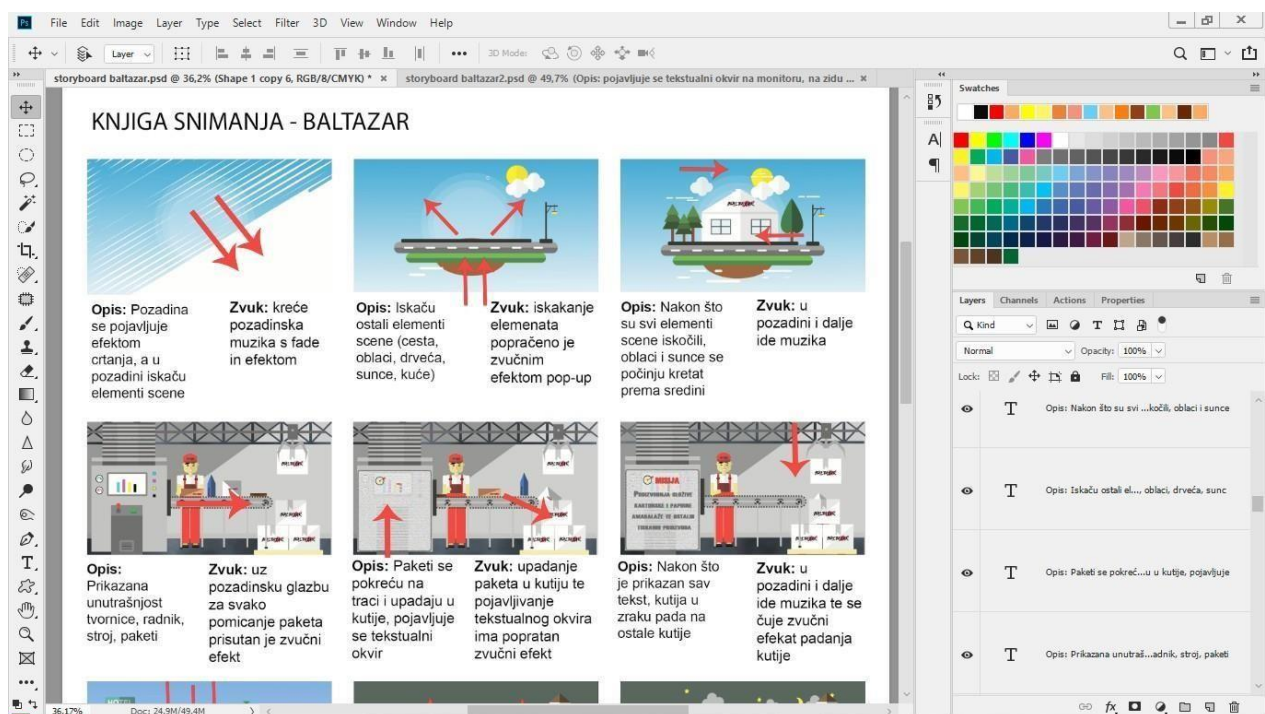 Ps File Edit Image Layer Type Select Filter 3D View Window Help
Layer 3D Mode:
storyboard baltazar.psd @ 36,2% (Shape 1 copy 6, RGB/8/CMYK) * storyboard baltazar2.psd @ 49,7% (Opis: pojavljuje se tekstualni okvir na monitoru, na zidu ...
KNJIGA SNIMANJA - BALTAZAR
Opis: Pozadina
se pojavljuje
efektom
crtanja, a u
pozadini iskaču
elementi scene
Zvuk: kreće
pozadinska
muzika s fade
in efektom
Opis: Iskaču
ostali elementi
scene (cesta,
oblaci, drveća,
sunce, kuće)
Zvuk: iskakanje
elemenata
popračeno je
zvučnim
efektom pop-up
Opis: Nakon što
su svi elementi
scene iskočili,
oblaci i sunce se
počinju kretat
prema sredini
Zvuk: u
pozadini i dalje
ide muzika
MISIJA
Opis:
Prikazana
unutrašnjost
tvornice, radnik,
stroj, paketi
Zvuk: uz
pozadinsku glazbu
za svako
pomicanje paketa
prisutan je zvučni
efekt
Opis: Paketi se
pokreću na
traci i upadaju u
kutije, pojavljuje
se tekstualni
okvir
Zvuk: upadanje
paketa u kutiju te
pojavljivanje
tekstualnog okvira
ima popratan
zvučni efekt
Opis: Nakon što
je prikazan sav
tekst, kutija u
zraku pada na
ostale kutije
Zvuk: u
pozadini i dalje
ide muzika te se
čuje zvučni
efekat padanja
kutije
36,17% Doc: 24,9M/49,4M
Swatches
Layers Channels Actions Properties
Kind
Normal Opacity: 100%
Lock: Fill: 100%
T Opis: Nakon što su svi ...kočili, oblaci i sunce
T Opis: Iskaču ostali el..., oblaci, drveća, sunc
T Opis: Paketi se pokreć...u u kutije, pojavljuje
T Opis: Prikazana unutraš...adnik, stroj, paketi